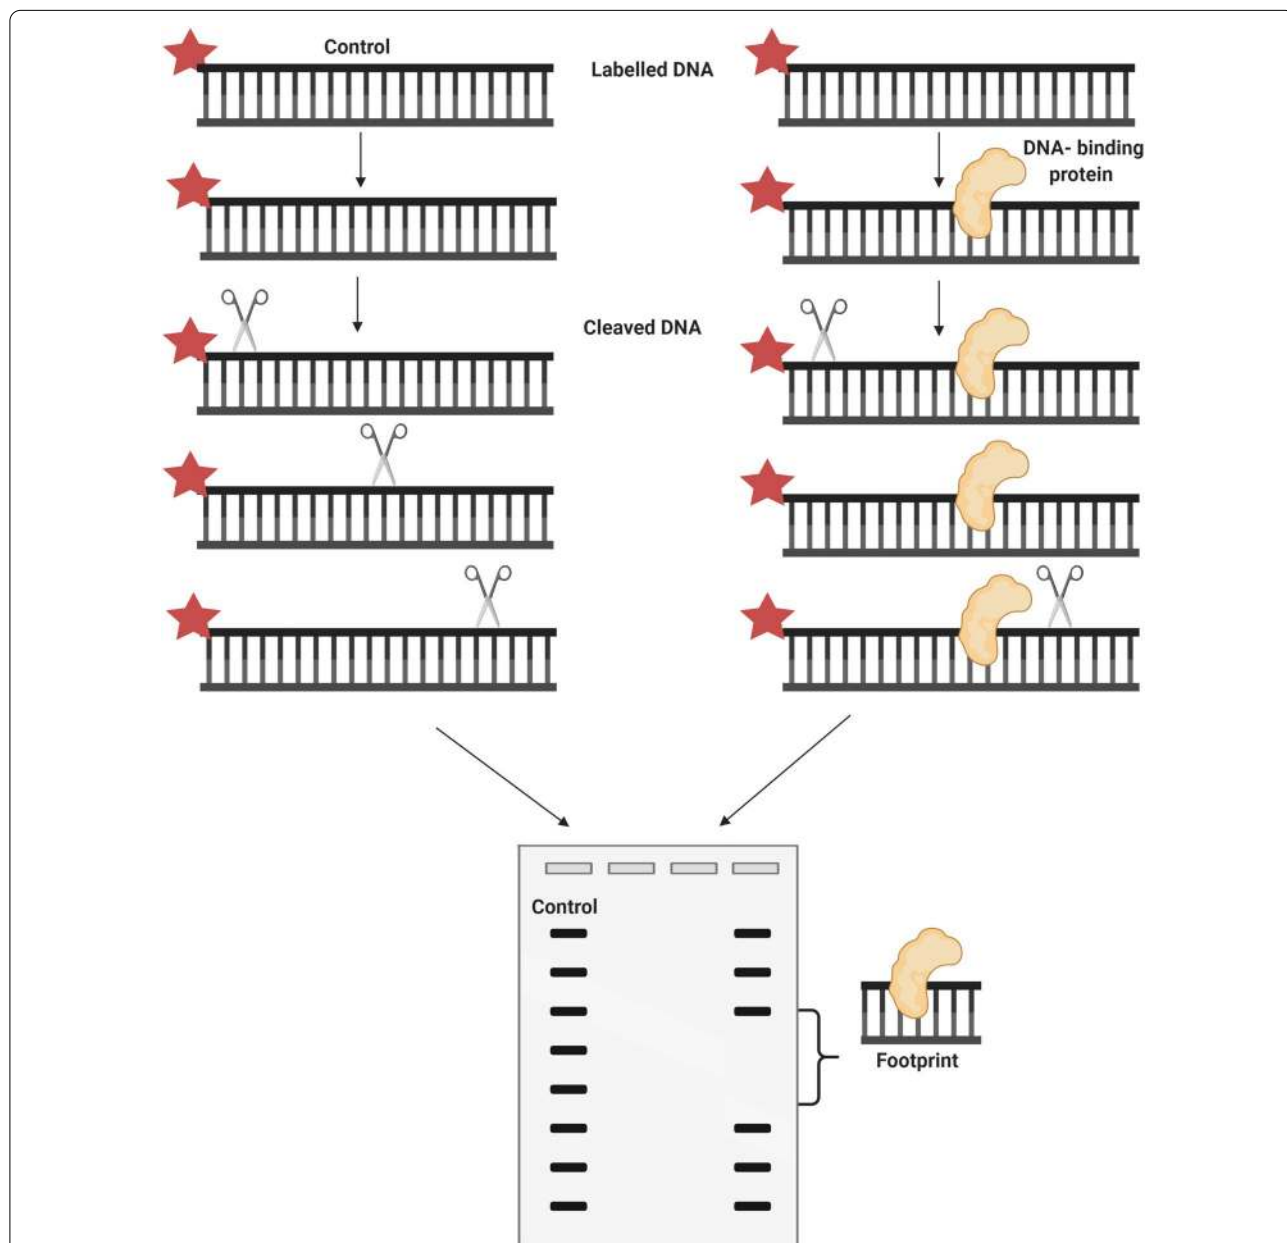 Control
Labelled DNA
DNA- binding
protein
Cleaved DNA
Control
Footprint